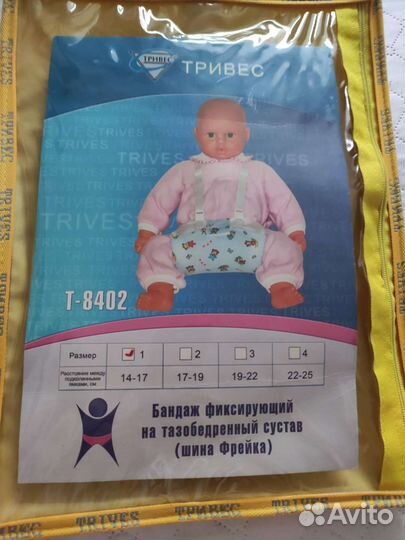 ТРИВЕС
ТРИВЕС
TRIVES TRIVES TRIVES
TRIVES
T-8402
Размер 1 2 3 4
Расстояние между подколенными ямками, см 14-17 17-19 19-22 22-25
Бандаж фиксирующий
на тазобедренный сустав
(шина Фрейка)
TRIVES ТРИВЕС TRIVES
Avito